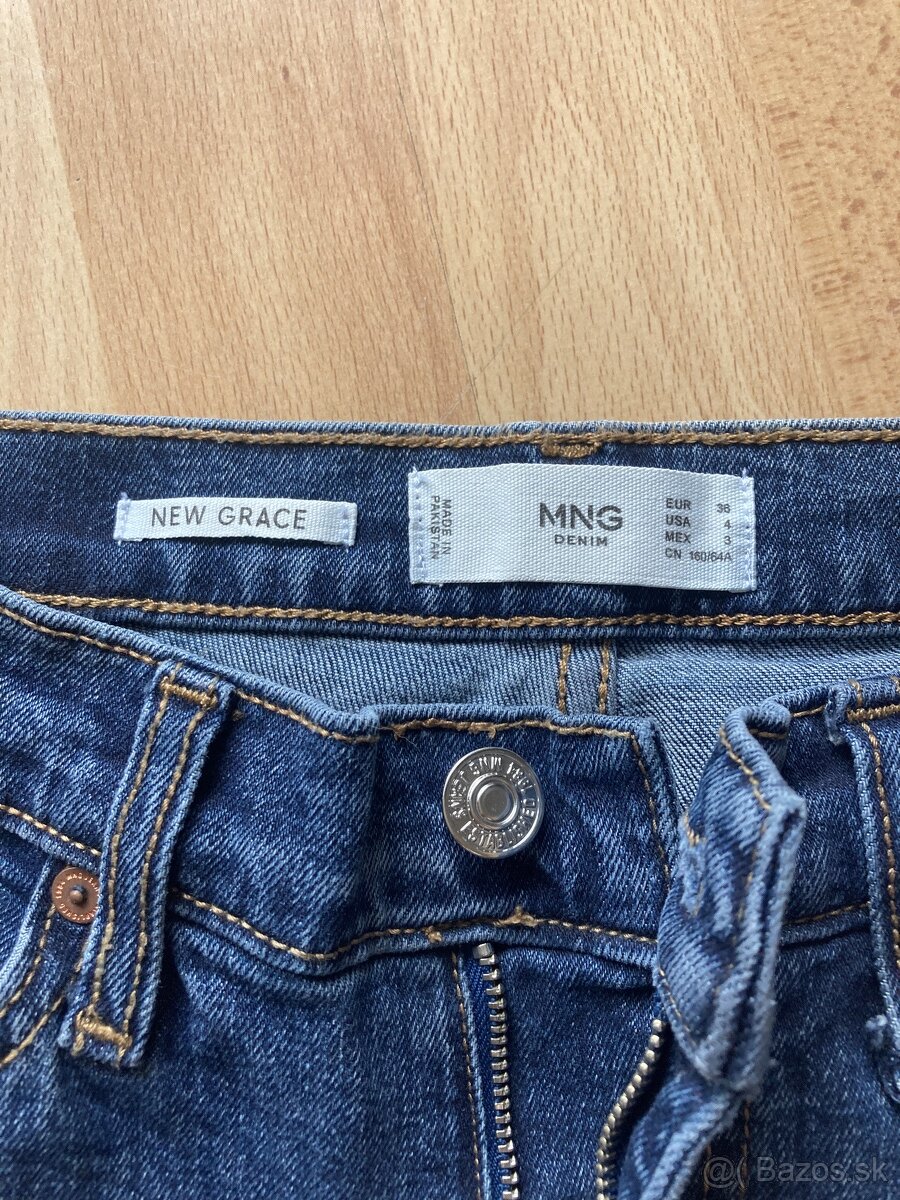 NEW GRACE
MADE IN
PAKISTAN
MNG
DENIM
EUR 36
USA 4
MEX 3
CN 160/64A
@( Bazos.sk